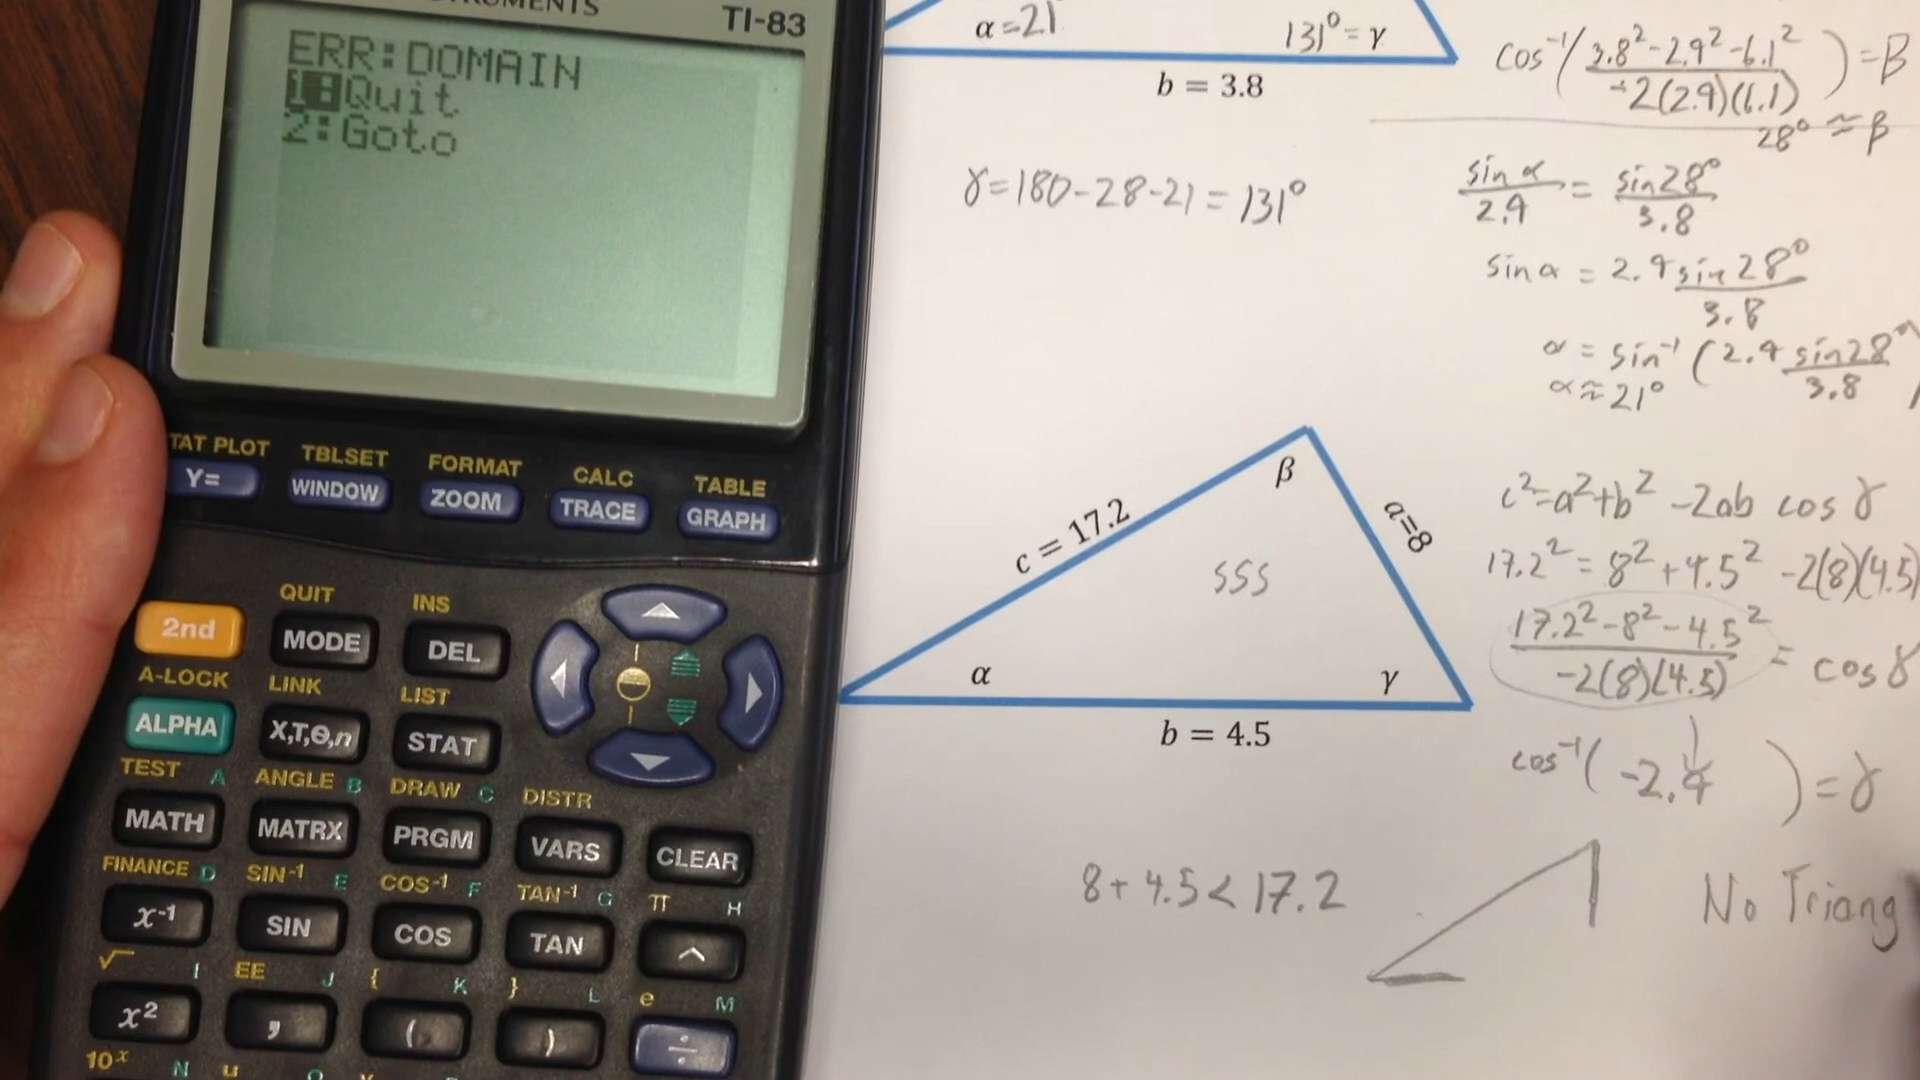 TI-83
ERR:DOMAIN
1:Quit
2:Goto
TAT PLOT TBLSET FORMAT CALC TABLE
Y= WINDOW ZOOM TRACE GRAPH
QUIT INS
2nd MODE DEL
A-LOCK LINK LIST
ALPHA X,T,Θ,n STAT
TEST A ANGLE B DRAW C DISTR
MATH MATRX PRGM VARS CLEAR
FINANCE D SIN⁻¹ E COS⁻¹ F TAN⁻¹ G π H
x⁻¹ SIN COS TAN ^
√ I EE J { K } L e M
x² , ( ) ÷
10ˣ N u
α=21
131° = γ
b = 3.8
γ=180-28-21 = 131°
cos⁻¹(3.8²-2.9²-6.1² / -2(2.9)(6.1)) = β
28° ≈ β
sin α / 2.9 = sin28° / 3.8
sin α = 2.9 sin 28° / 3.8
α = sin⁻¹ (2.9 sin28° / 3.8
α ≈ 21°
β
c = 17.2
a=8
SSS
α
γ
b = 4.5
c²=a²+b² -2ab cos γ
17.2² = 8² + 4.5² -2(8)(4.5)
17.2² - 8² - 4.5² / -2(8)(4.5) = cos γ
cos⁻¹( -2.9 ) = γ
8 + 4.5 < 17.2
No Triang